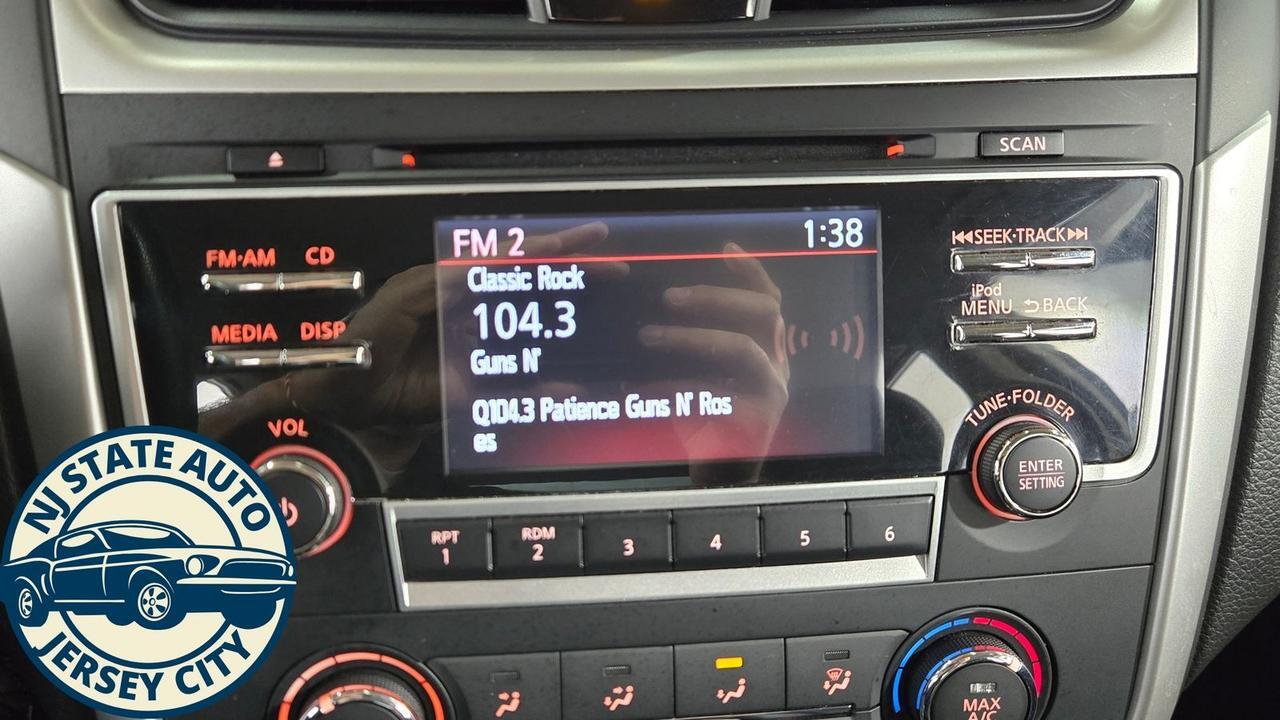 SCAN
FM 2 1:38
Classic Rock
104.3
Guns N'
Q104.3 Patience Guns N' Ros
es
FM·AM CD
MEDIA DISP
VOL
SEEK·TRACK
iPod
MENU BACK
TUNE·FOLDER
ENTER
SETTING
RPT
1
RDM
2
3
4
5
6
MAX
A/C
NJ STATE AUTO
JERSEY CITY